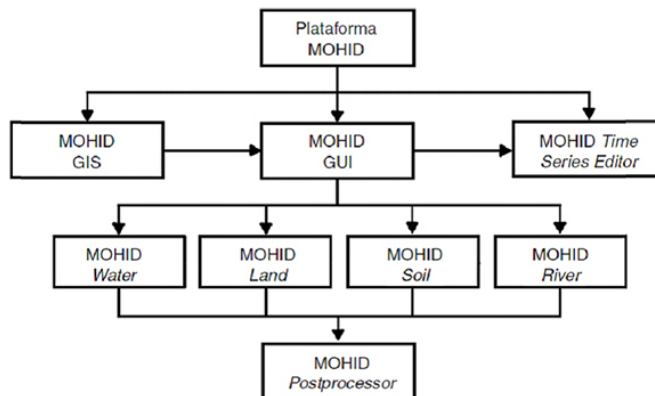 Plataforma
MOHID
MOHID
GIS
MOHID
GUI
MOHID Time
Series Editor
MOHID
Water
MOHID
Land
MOHID
Soil
MOHID
River
MOHID
Postprocessor